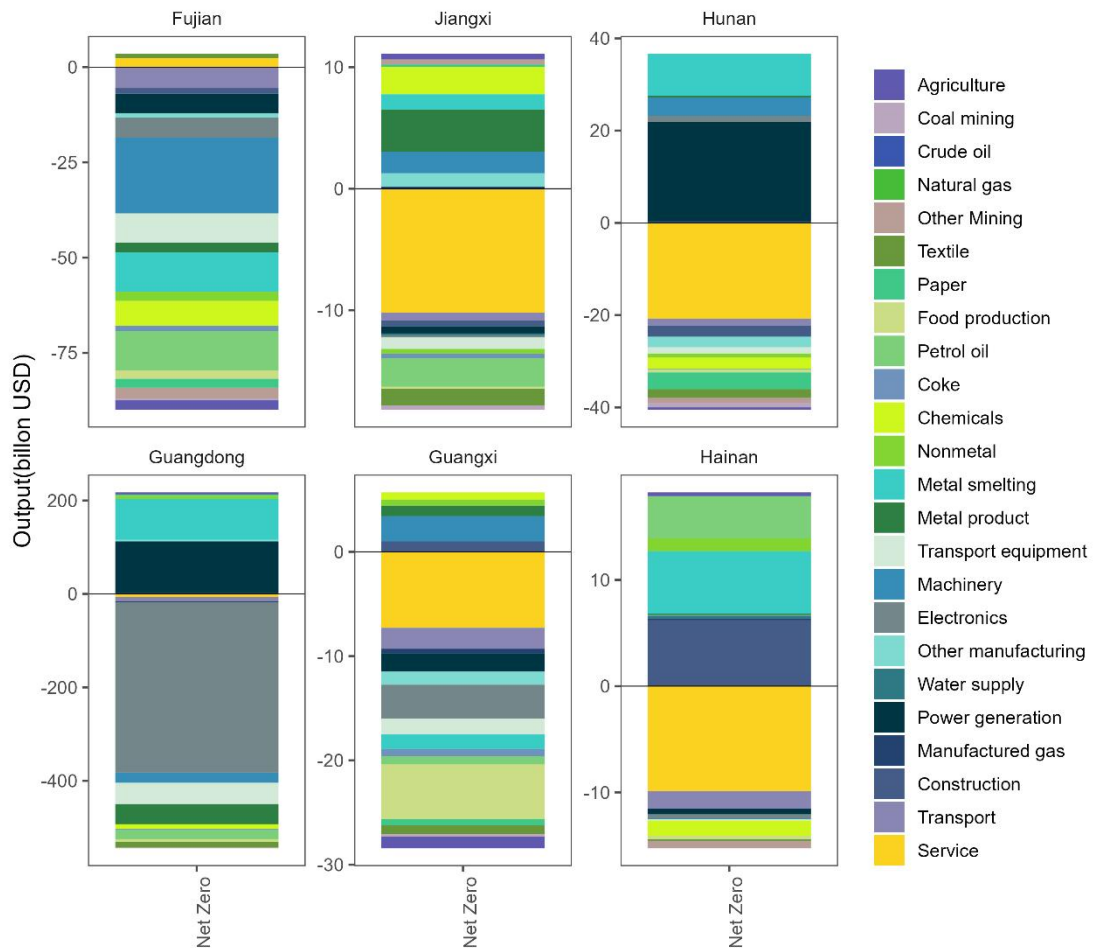 Fujian
Jiangxi
Hunan
0
-25
-50
-75
10
0
-10
40
20
0
-20
-40
Output(billon USD)
Guangdong
Guangxi
Hainan
200
0
-200
-400
0
-10
-20
-30
10
0
-10
Net Zero
Net Zero
Net Zero
Agriculture
Coal mining
Crude oil
Natural gas
Other Mining
Textile
Paper
Food production
Petrol oil
Coke
Chemicals
Nonmetal
Metal smelting
Metal product
Transport equipment
Machinery
Electronics
Other manufacturing
Water supply
Power generation
Manufactured gas
Construction
Transport
Service